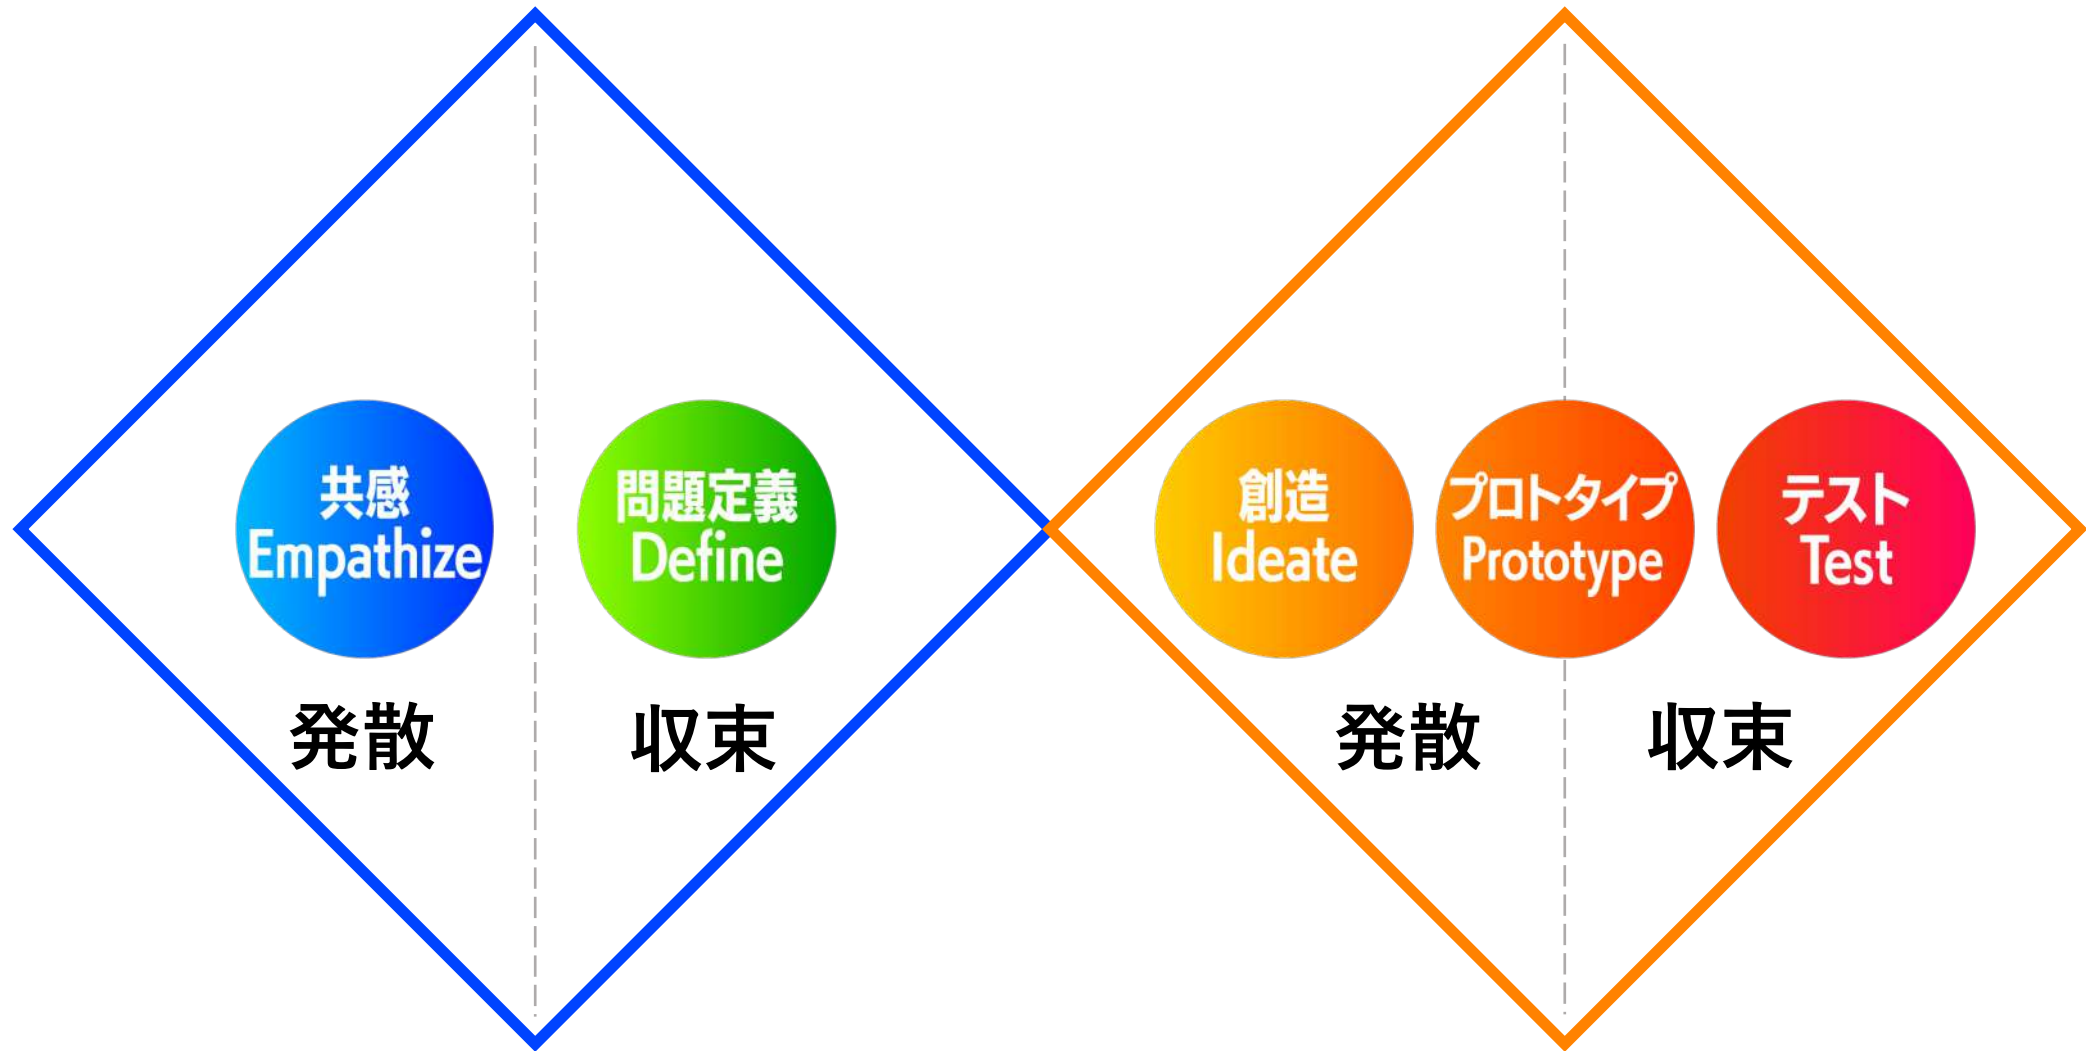 共感
Empathize
問題定義
Define
発散
収束
創造
Ideate
プロトタイプ
Prototype
テスト
Test
発散
収束